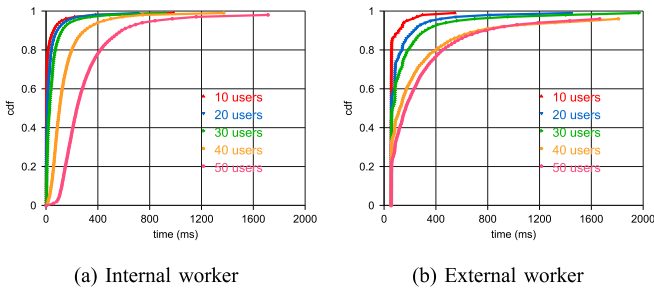 1
0.8
0.6
0.4
0.2
0
cdf
10 users
20 users
30 users
40 users
50 users
0 400 800 1200 1600 2000
time (ms)
(a) Internal worker
1
0.8
0.6
0.4
0.2
0
cdf
10 users
20 users
30 users
40 users
50 users
0 400 800 1200 1600 2000
time (ms)
(b) External worker